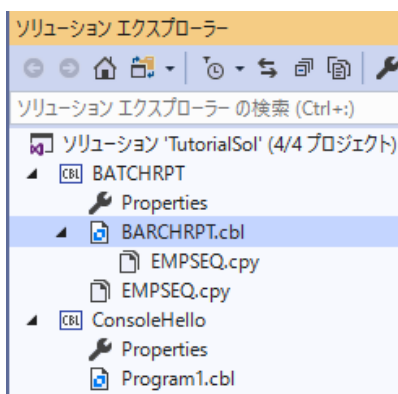 ソリューション エクスプローラー
ソリューション エクスプローラー の検索 (Ctrl+:)
ソリューション 'TutorialSol' (4/4 プロジェクト)
CBL BATCHRPT
Properties
BARCHRPT.cbl
EMPSEQ.cpy
EMPSEQ.cpy
CBL ConsoleHello
Properties
Program1.cbl